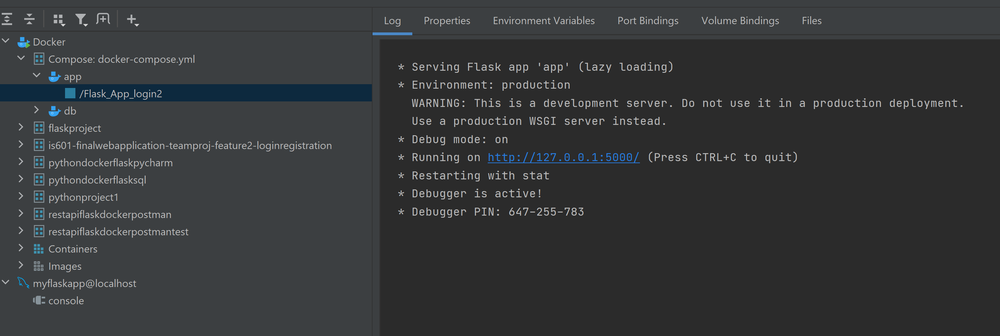 Docker
Compose: docker-compose.yml
app
/Flask_App_login2
db
flaskproject
is601-finalwebapplication-teamproj-feature2-loginregistration
pythondockerflaskpycharm
pythondockerflasksql
pythonproject1
restapiflaskdockerpostman
restapiflaskdockerpostmantest
Containers
Images
myflaskapp@localhost
console
Log Properties Environment Variables Port Bindings Volume Bindings Files
* Serving Flask app 'app' (lazy loading)
* Environment: production
WARNING: This is a development server. Do not use it in a production deployment.
Use a production WSGI server instead.
* Debug mode: on
* Running on http://127.0.0.1:5000/ (Press CTRL+C to quit)
* Restarting with stat
* Debugger is active!
* Debugger PIN: 647-255-783